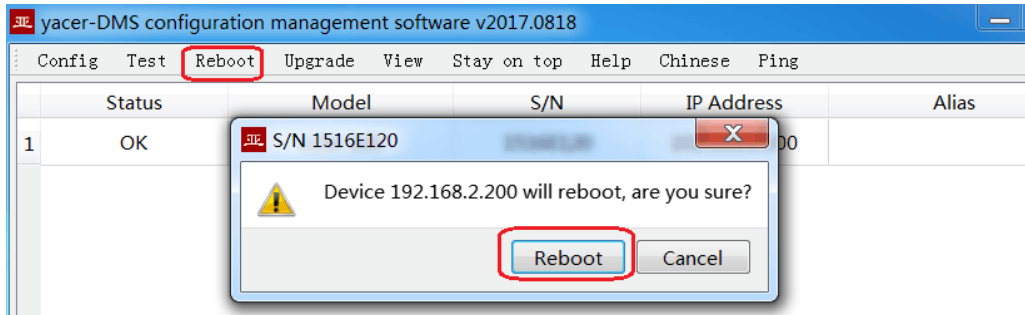 yacer-DMS configuration management software v2017.0818
Config Test Reboot Upgrade View Stay on top Help Chinese Ping
Status Model S/N IP Address Alias
1 OK 00
S/N 1516E120
Device 192.168.2.200 will reboot, are you sure?
Reboot Cancel